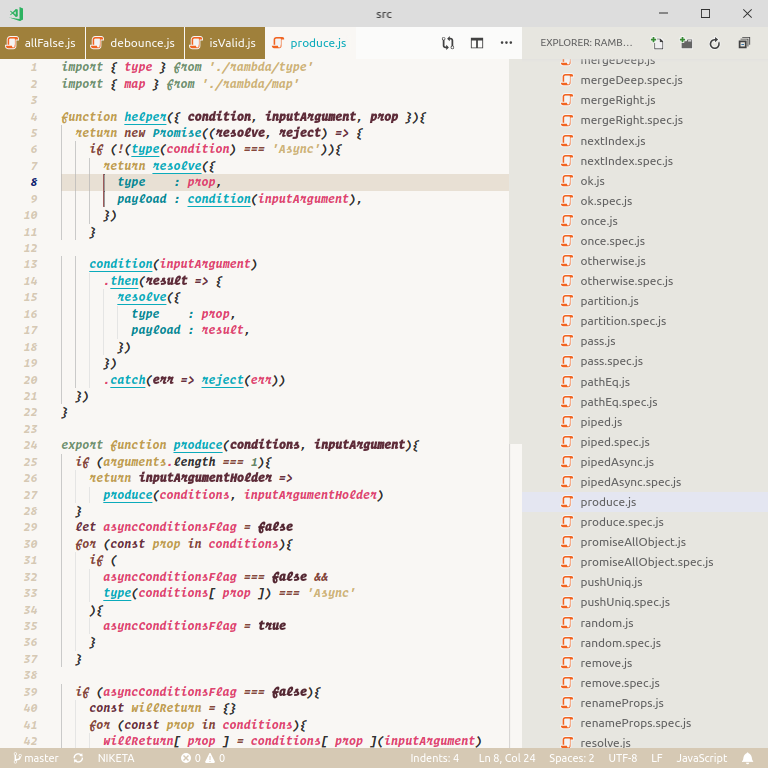 src
allFalse.js debounce.js isValid.js produce.js EXPLORER: RAMB...
1 import { type } from './rambda/type'
2 import { map } from './rambda/map'
3
4 function helper({ condition, inputArgument, prop }){
5 return new Promise((resolve, reject) => {
6 if (!(type(condition) === 'Async')){
7 return resolve({
8 type : prop,
9 payload : condition(inputArgument),
10 })
11 }
12
13 condition(inputArgument)
14 .then(result => {
15 resolve({
16 type : prop,
17 payload : result,
18 })
19 })
20 .catch(err => reject(err))
21 })
22 }
23
24 export function produce(conditions, inputArgument){
25 if (arguments.length === 1){
26 return inputArgumentHolder =>
27 produce(conditions, inputArgumentHolder)
28 }
29 let asyncConditionsFlag = false
30 for (const prop in conditions){
31 if (
32 asyncConditionsFlag === false &&
33 type(conditions[ prop ]) === 'Async'
34 ){
35 asyncConditionsFlag = true
36 }
37 }
38
39 if (asyncConditionsFlag === false){
40 const willReturn = {}
41 for (const prop in conditions){
42 willReturn[ prop ] = conditions[ prop ](inputArgument)
mergeDeep.js
mergeDeep.spec.js
mergeRight.js
mergeRight.spec.js
nextIndex.js
nextIndex.spec.js
ok.js
ok.spec.js
once.js
once.spec.js
otherwise.js
otherwise.spec.js
partition.js
partition.spec.js
pass.js
pass.spec.js
pathEq.js
pathEq.spec.js
piped.js
piped.spec.js
pipedAsync.js
pipedAsync.spec.js
produce.js
produce.spec.js
promiseAllObject.js
promiseAllObject.spec.js
pushUniq.js
pushUniq.spec.js
random.js
random.spec.js
remove.js
remove.spec.js
renameProps.js
renameProps.spec.js
resolve.js
master NIKETA 0 0 Indents: 4 Ln 8, Col 24 Spaces: 2 UTF-8 LF JavaScript